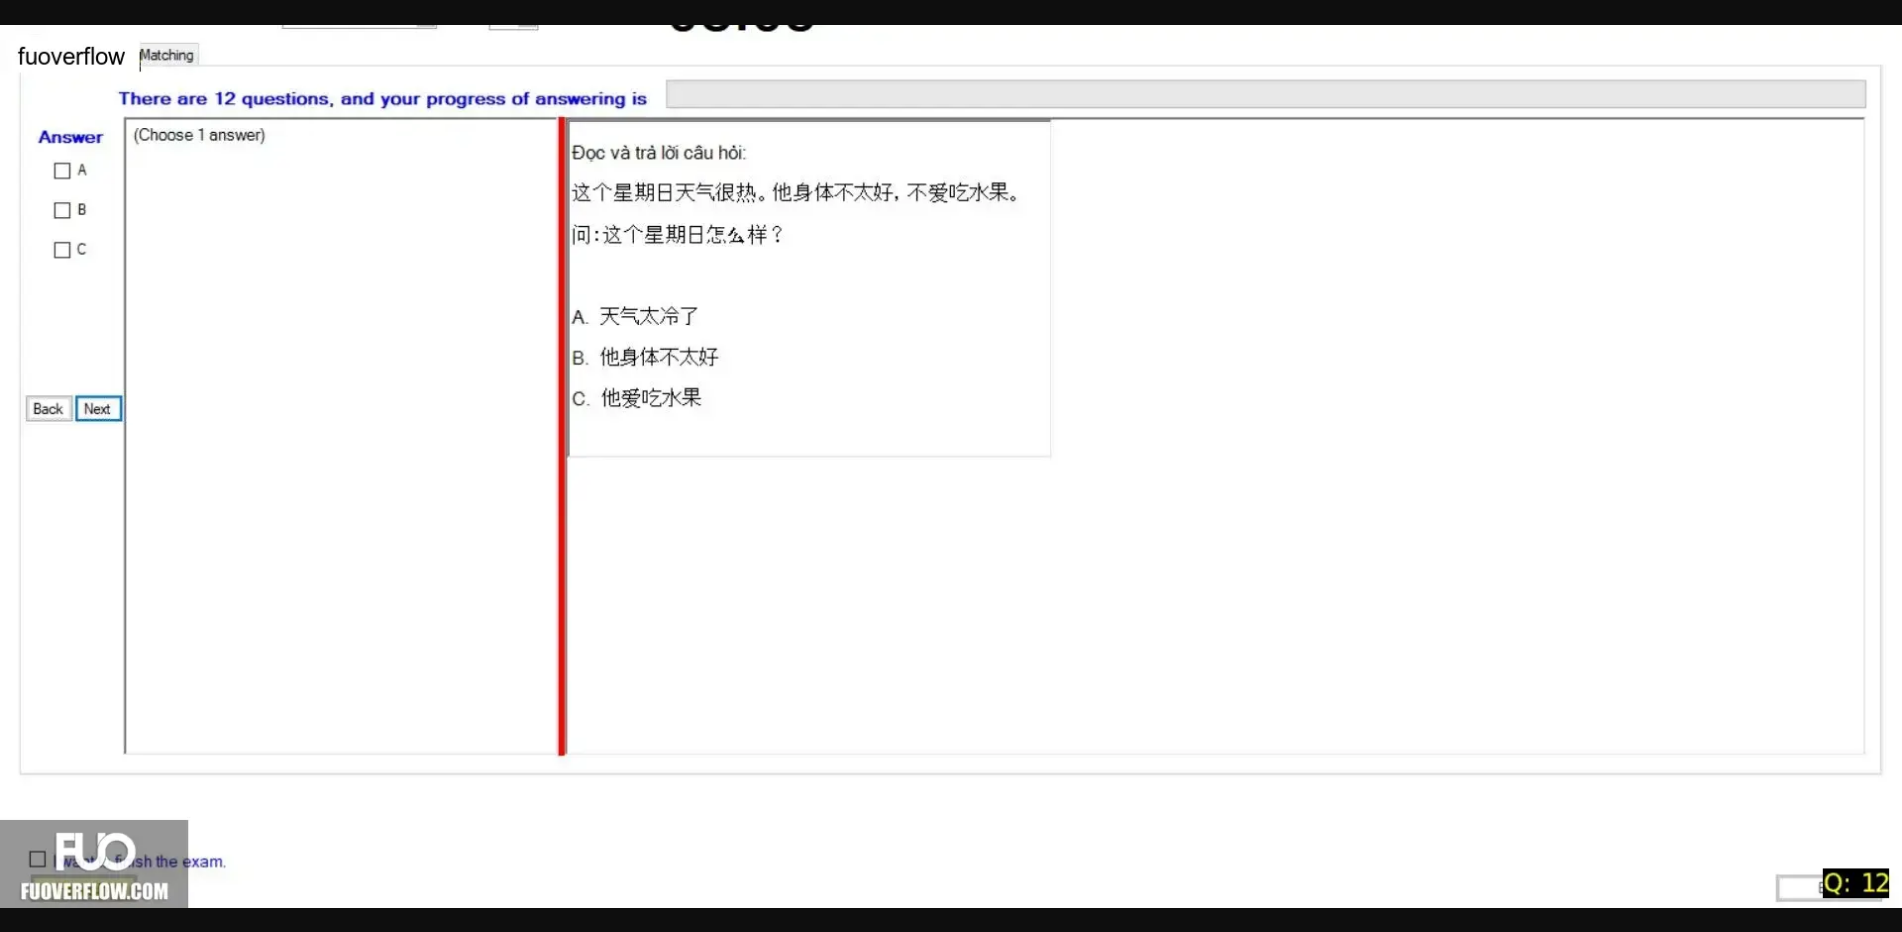 fuoverflow Matching
There are 12 questions, and your progress of answering is
Answer
(Choose 1 answer)
A
B
C
Back Next
Đọc và trả lời câu hỏi:
这个星期日天气很热。他身体不太好, 不爱吃水果。
问:这个星期日怎么样？
A. 天气太冷了
B. 他身体不太好
C. 他爱吃水果
FUO
finish the exam.
FUOVERFLOW.COM
Q: 12